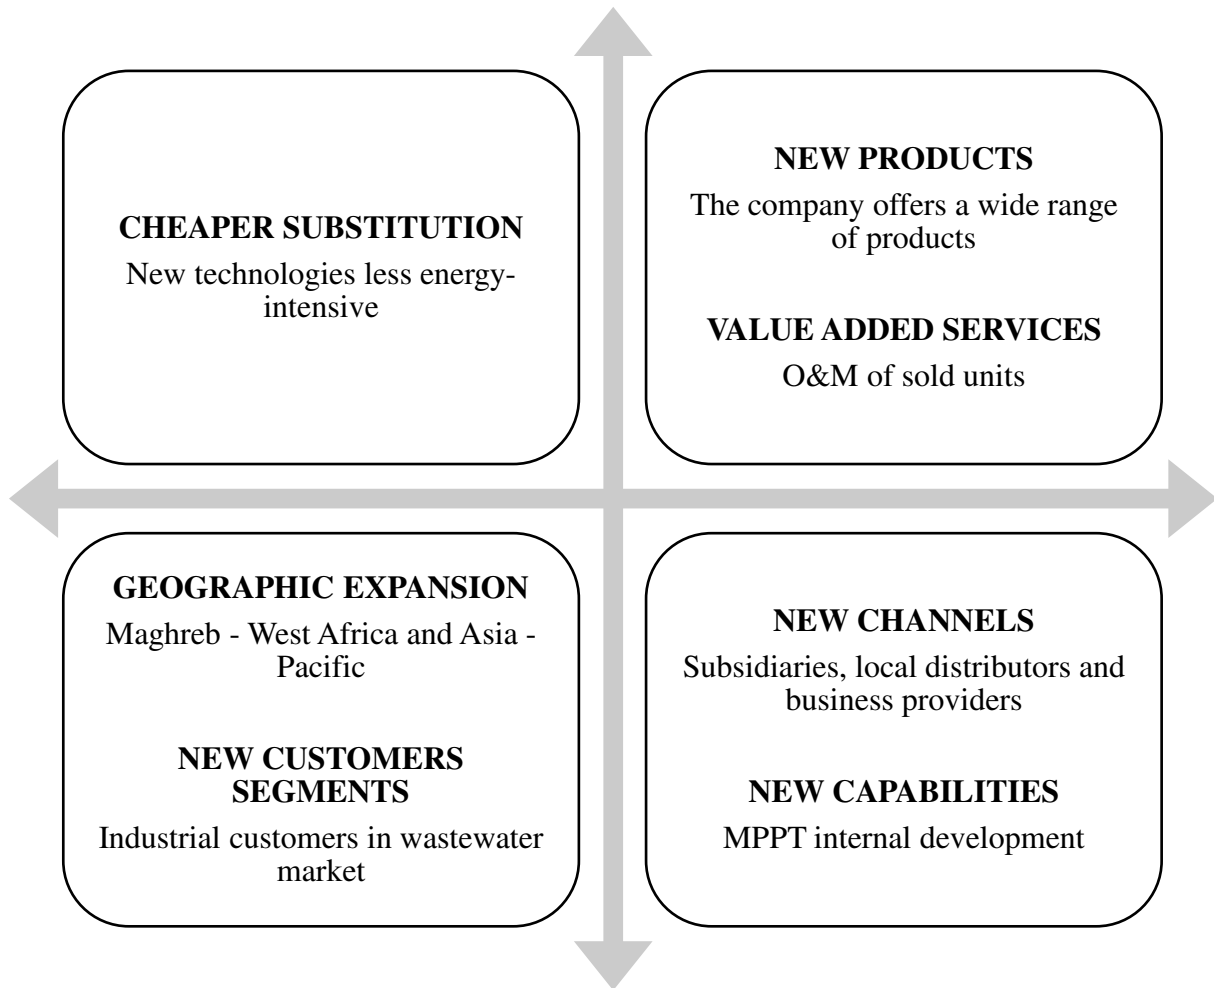 CHEAPER SUBSTITUTION
New technologies less energy-
intensive
NEW PRODUCTS
The company offers a wide range
of products
VALUE ADDED SERVICES
O&M of sold units
GEOGRAPHIC EXPANSION
Maghreb - West Africa and Asia -
Pacific
NEW CUSTOMERS
SEGMENTS
Industrial customers in wastewater
market
NEW CHANNELS
Subsidiaries, local distributors and
business providers
NEW CAPABILITIES
MPPT internal development